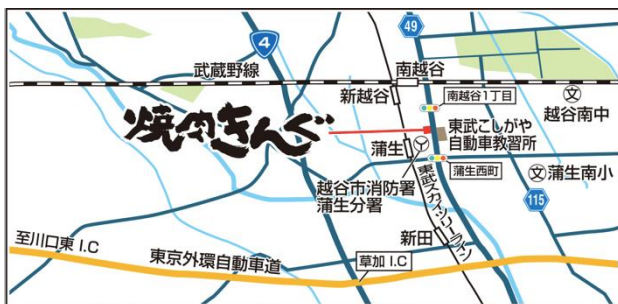 49
4
武蔵野線
南越谷
新越谷
南越谷1丁目
文
越谷南中
焼肉きんぐ
蒲生
東武こしがや
自動車教習所
越谷市消防署
蒲生分署
蒲生西町
文
蒲生南小
東武スカイツリーライン
115
新田
至川口東 I.C
東京外環自動車道
草加 I.C